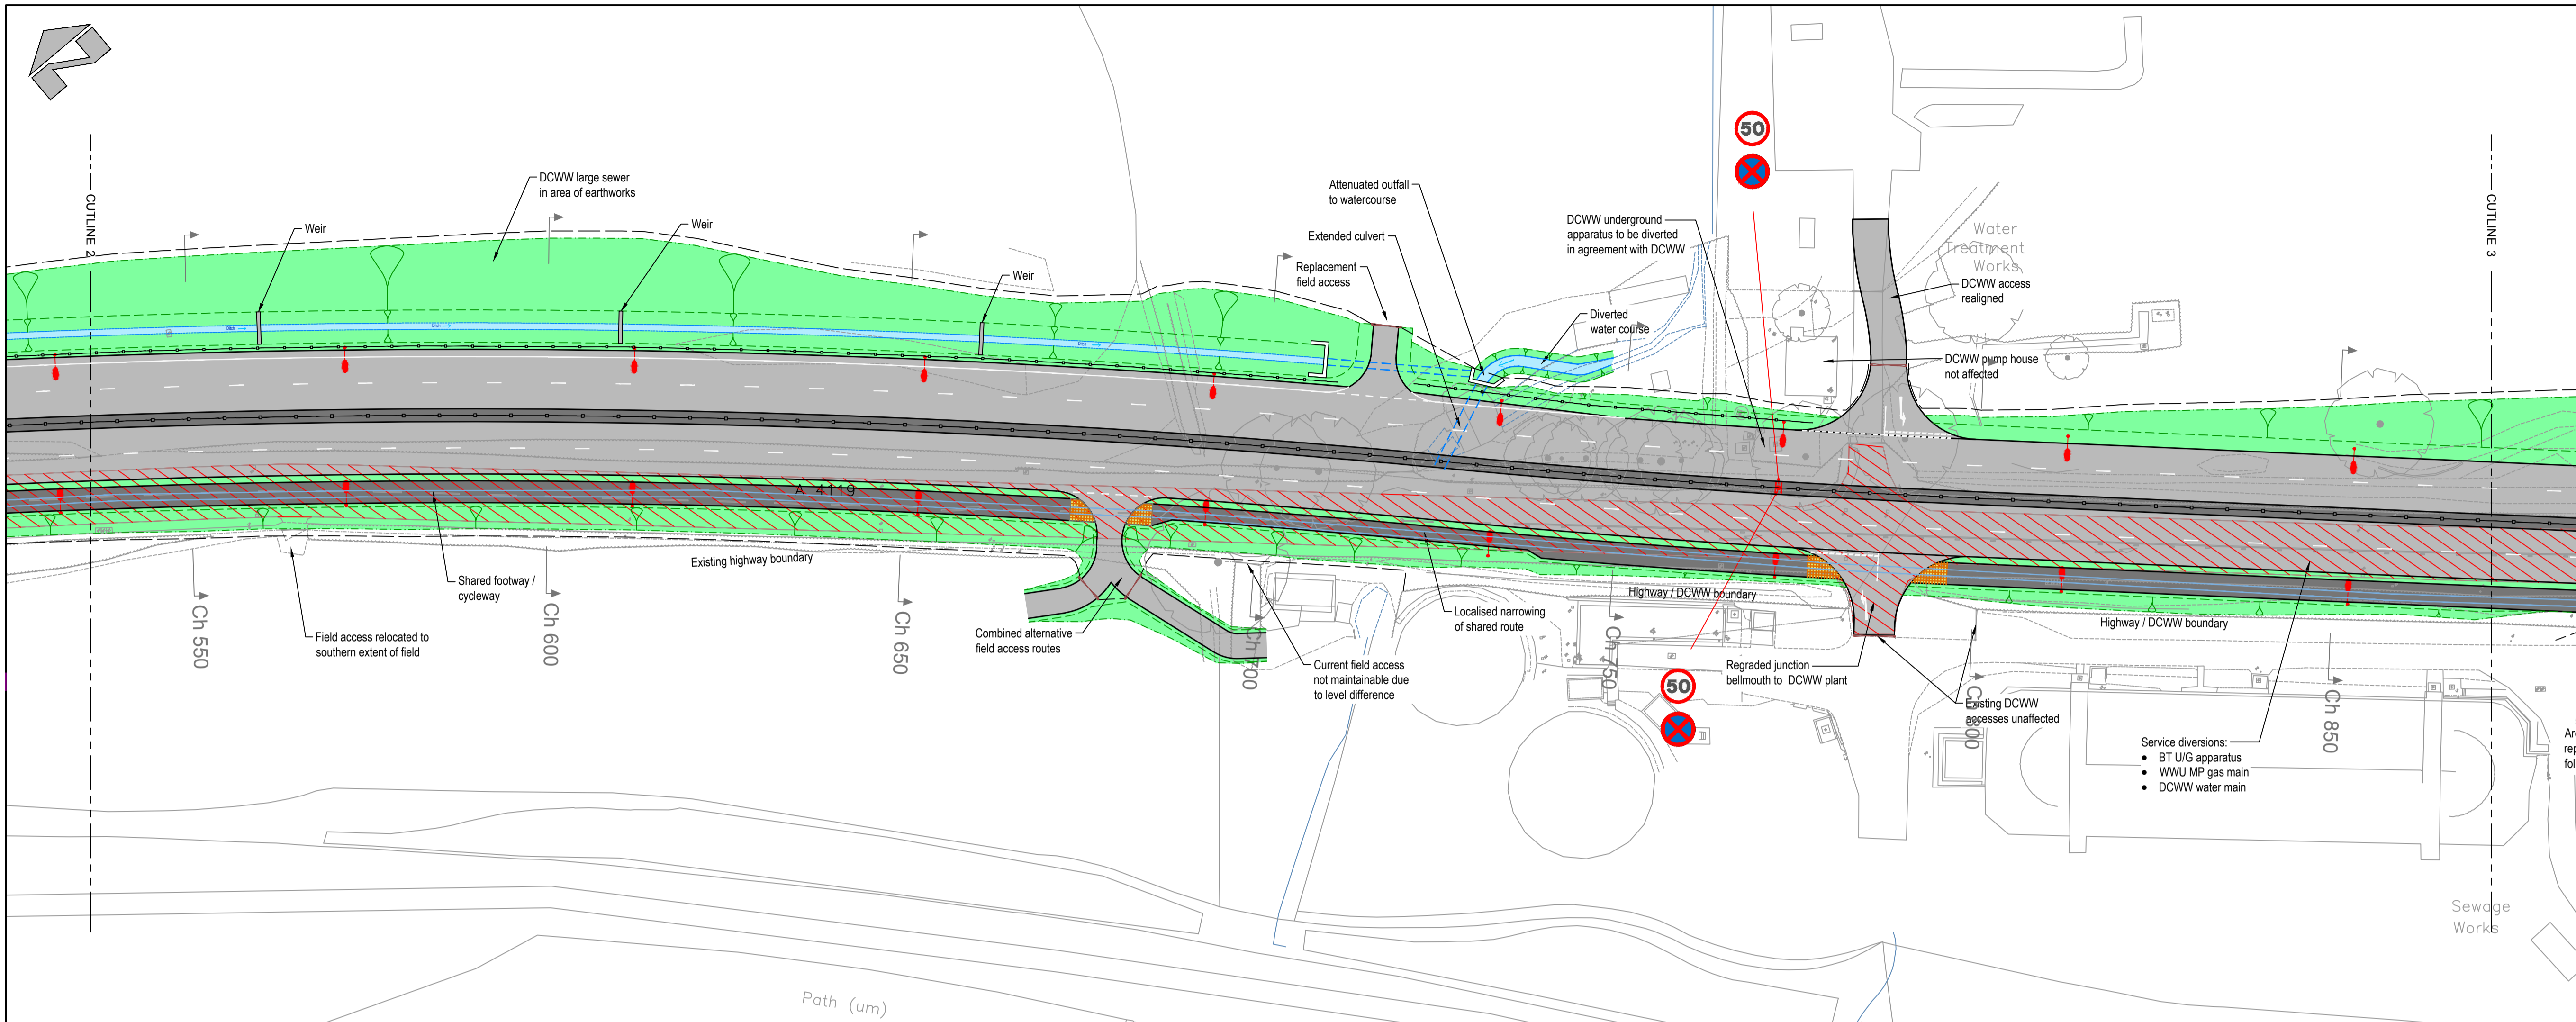 CUTLINE 2
DCWW large sewer
in area of earthworks
Weir
Weir
Weir
Ditch
Ditch
Ditch
Attenuated outfall
to watercourse
Extended culvert
Replacement
field access
DCWW underground
apparatus to be diverted
in agreement with DCWW
50
Diverted
water course
Water
Treatment
Works
DCWW access
realigned
DCWW pump house
not affected
CUTLINE 3
A 4119
Existing highway boundary
Shared footway /
cycleway
Field access relocated to
southern extent of field
Ch 550
Ch 600
Ch 650
Ch 700
Ch 750
Ch 800
Ch 850
Combined alternative
field access routes
Current field access
not maintainable due
to level difference
Localised narrowing
of shared route
Highway / DCWW boundary
50
Regraded junction
bellmouth to DCWW plant
Existing DCWW
accesses unaffected
Highway / DCWW boundary
Service diversions:
• BT U/G apparatus
• WWU MP gas main
• DCWW water main
Sewage
Works
Path (um)